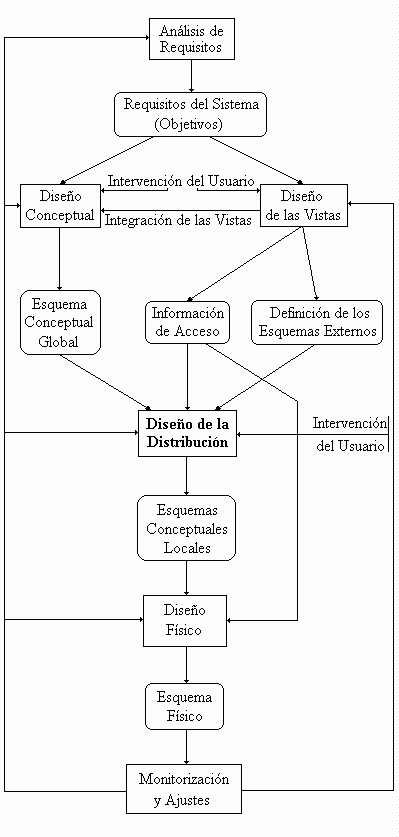 Análisis de
Requisitos
Requisitos del Sistema
(Objetivos)
Diseño
Conceptual
Intervención del Usuario
Integración de las Vistas
Diseño
de las Vistas
Esquema
Conceptual
Global
Información
de Acceso
Definición de los
Esquemas Externos
Diseño de la
Distribución
Intervención
del Usuario
Esquemas
Conceptuales
Locales
Diseño
Físico
Esquema
Físico
Monitorización
y Ajustes